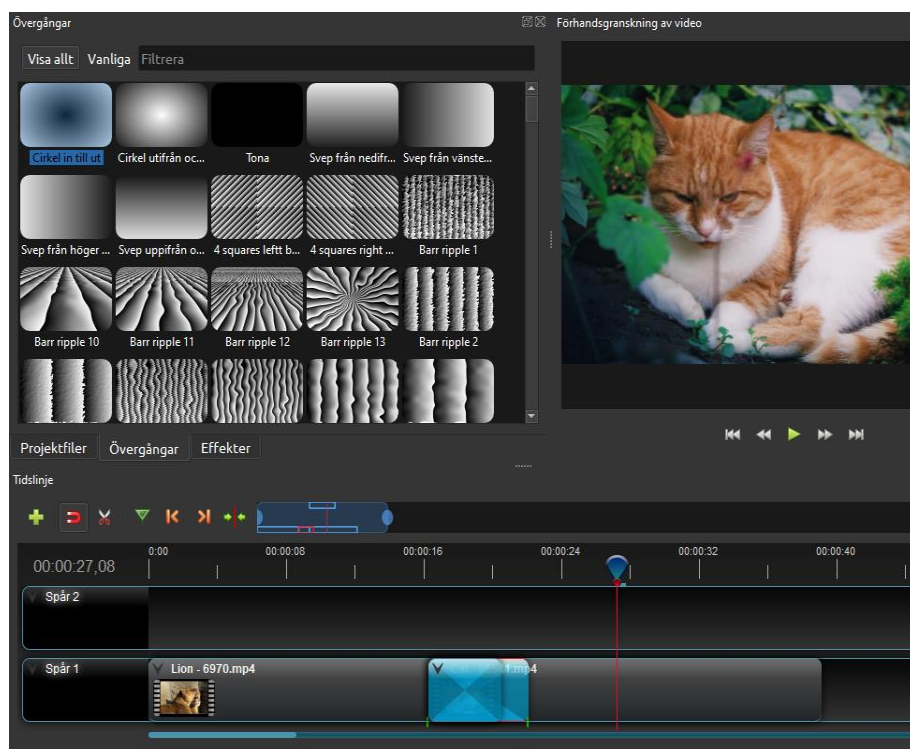 Övergångar
Förhandsgranskning av video
Visa allt Vanliga Filtrera
Cirkel in till ut Cirkel utifrån oc... Tona Svep från nedifr... Svep från vänste...
Svep från höger ... Svep uppifrån o... 4 squares leftt b... 4 squares right ... Barr ripple 1
Barr ripple 10 Barr ripple 11 Barr ripple 12 Barr ripple 13 Barr ripple 2
Projektfiler Övergångar Effekter
Tidslinje
0:00 00:00:08 00:00:16 00:00:24 00:00:32 00:00:40
00:00:27,08
Spår 2
Spår 1 Lion - 6970.mp4